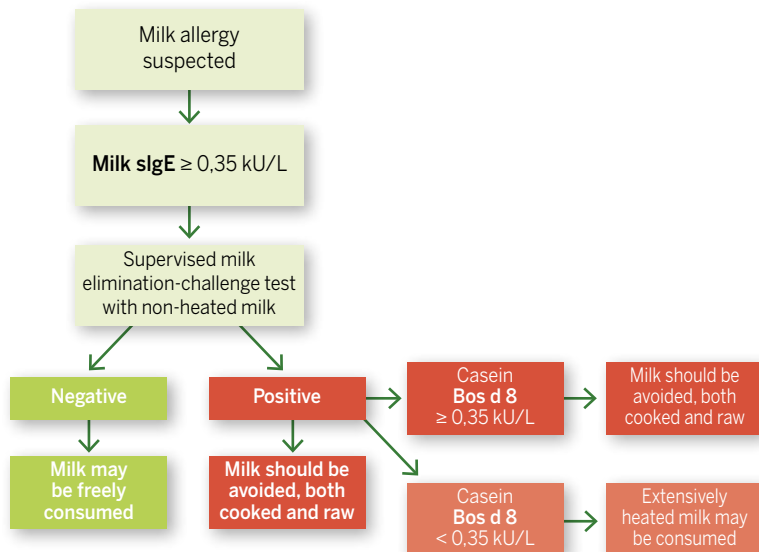 Milk allergy
suspected
Milk sIgE ≥ 0,35 kU/L
Supervised milk
elimination-challenge test
with non-heated milk
Negative
Positive
Casein
Bos d 8
≥ 0,35 kU/L
Milk should be
avoided, both
cooked and raw
Milk may
be freely
consumed
Milk should be
avoided, both
cooked and raw
Casein
Bos d 8
< 0,35 kU/L
Extensively
heated milk may
be consumed